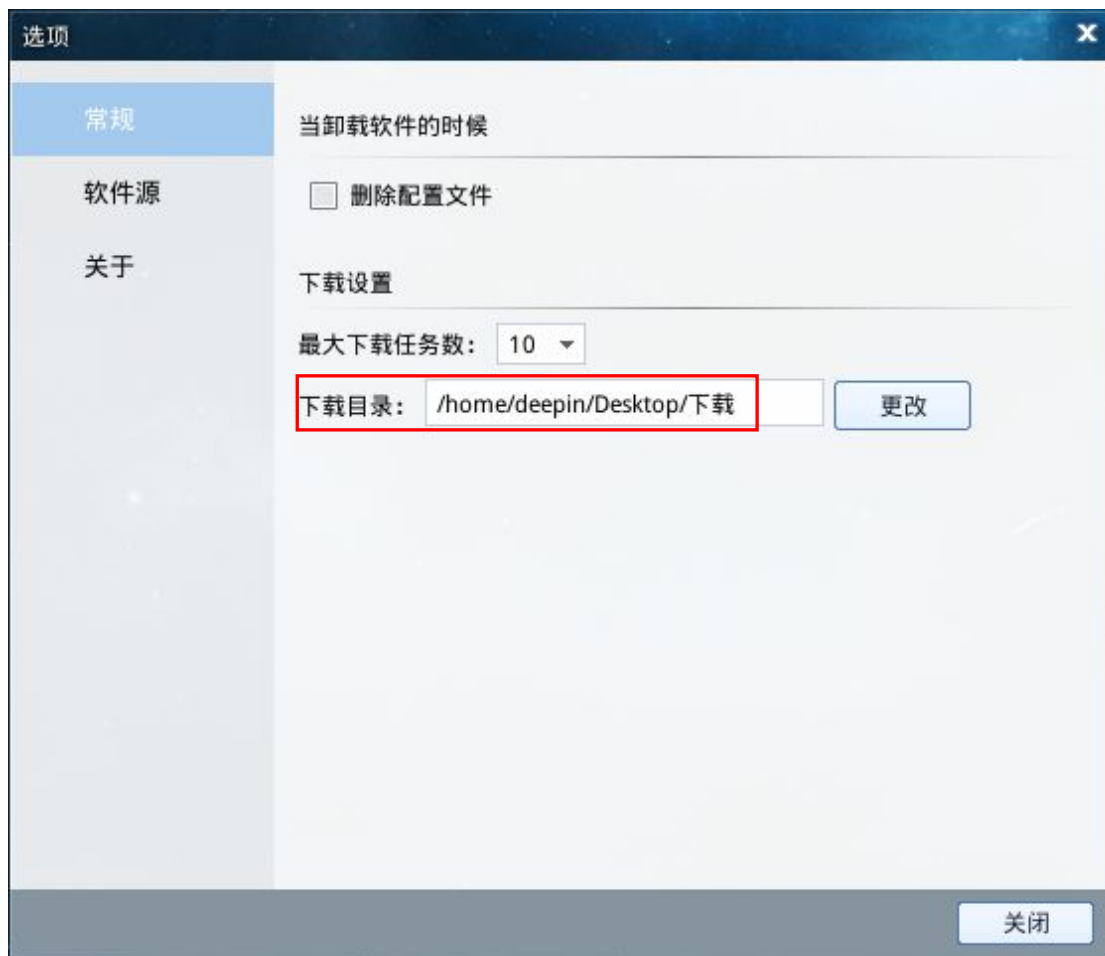 选项
常规
软件源
关于
当卸载软件的时候
删除配置文件
下载设置
最大下载任务数： 10
下载目录： /home/deepin/Desktop/下载 更改
关闭